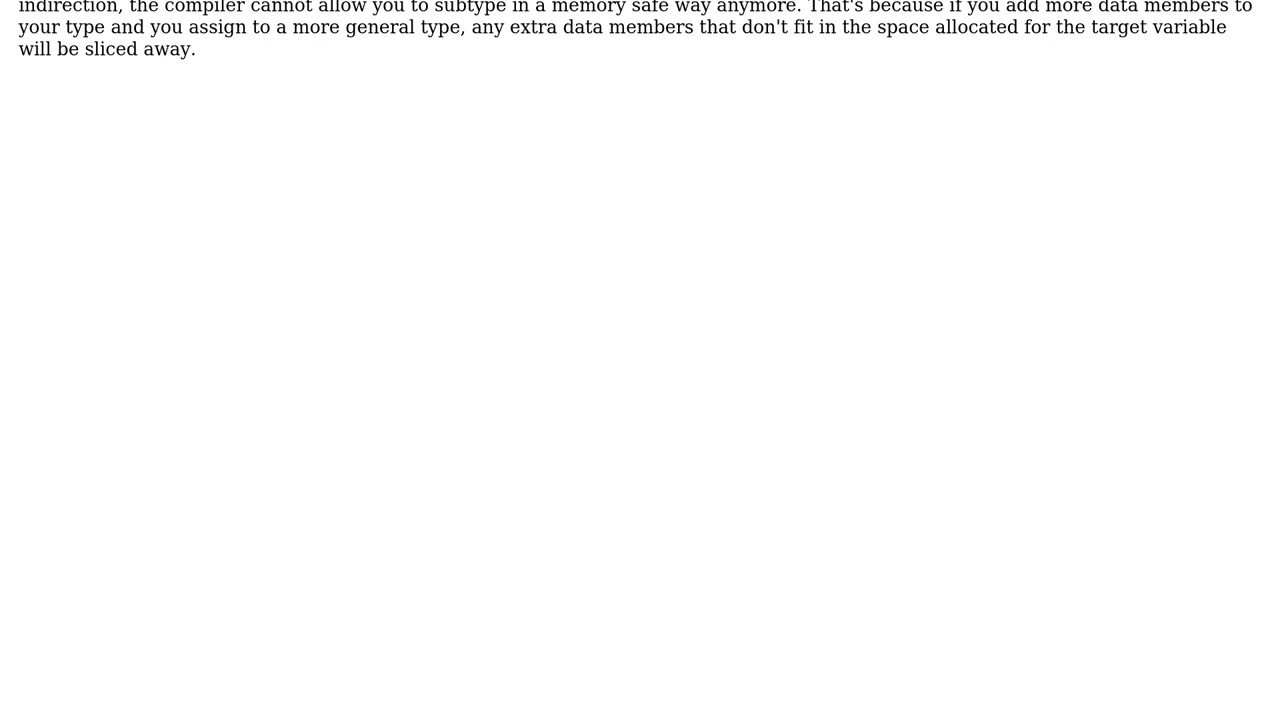 indirection, the compiler cannot allow you to subtype in a memory safe way anymore. That's because if you add more data members to
your type and you assign to a more general type, any extra data members that don't fit in the space allocated for the target variable
will be sliced away.